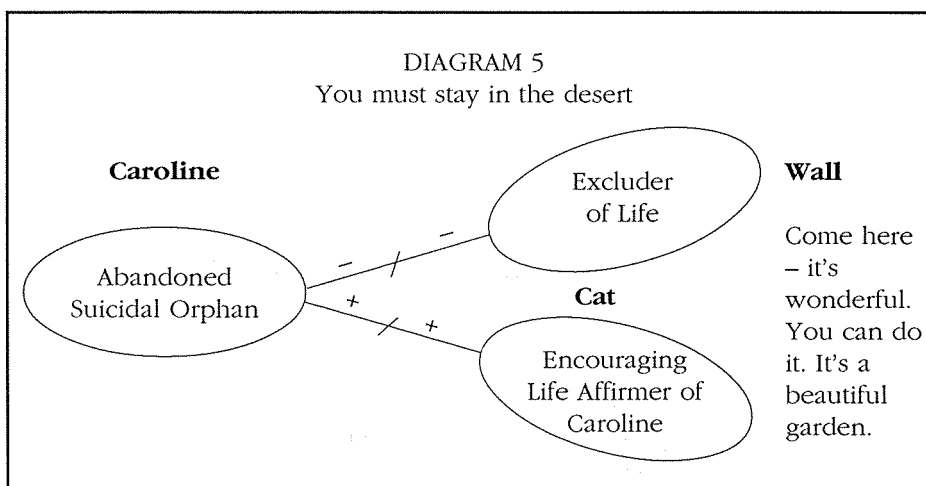 DIAGRAM 5
You must stay in the desert
Caroline
Abandoned
Suicidal Orphan
–
–
+
+
Excluder
of Life
Wall
Cat
Encouraging
Life Affirmer of
Caroline
Come here
– it's
wonderful.
You can do
it. It's a
beautiful
garden.